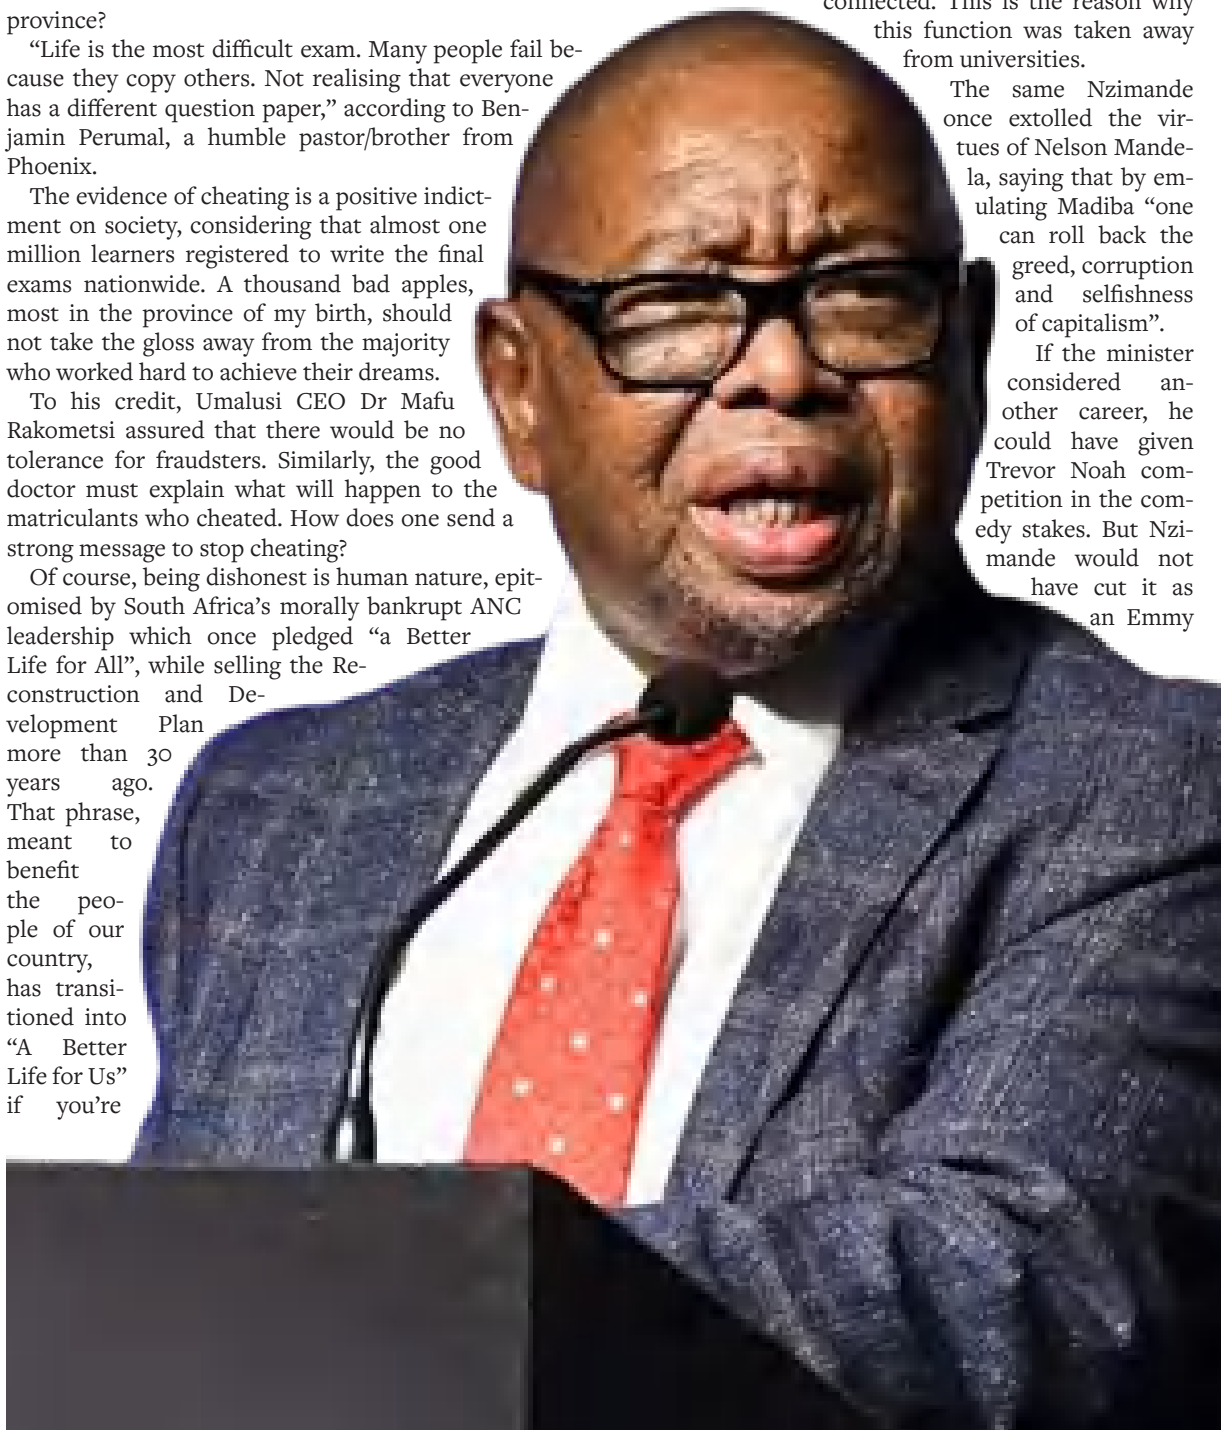 province?
“Life is the most difficult exam. Many people fail be-
cause they copy others. Not realising that everyone
has a different question paper,” according to Ben-
jamin Perumal, a humble pastor/brother from
Phoenix.
The evidence of cheating is a positive indict-
ment on society, considering that almost one
million learners registered to write the final
exams nationwide. A thousand bad apples,
most in the province of my birth, should
not take the gloss away from the majority
who worked hard to achieve their dreams.
To his credit, Umalusi CEO Dr Mafu
Rakometsi assured that there would be no
tolerance for fraudsters. Similarly, the good
doctor must explain what will happen to the
matriculants who cheated. How does one send a
strong message to stop cheating?
Of course, being dishonest is human nature, epit-
omised by South Africa’s morally bankrupt ANC
leadership which once pledged “a Better
Life for All”, while selling the Re-
construction and De-
velopment Plan
more than 30
years ago.
That phrase,
meant to
benefit
the peo-
ple of our
country,
has transi-
tioned into
“A Better
Life for Us”
if you’re
connected. This is the reason why
this function was taken away
from universities.
The same Nzimande
once extolled the vir-
tues of Nelson Mande-
la, saying that by em-
ulating Madiba “one
can roll back the
greed, corruption
and selfishness
of capitalism”.
If the minister
considered an-
other career, he
could have given
Trevor Noah com-
petition in the com-
edy stakes. But Nzi-
mande would not
have cut it as
an Emmy